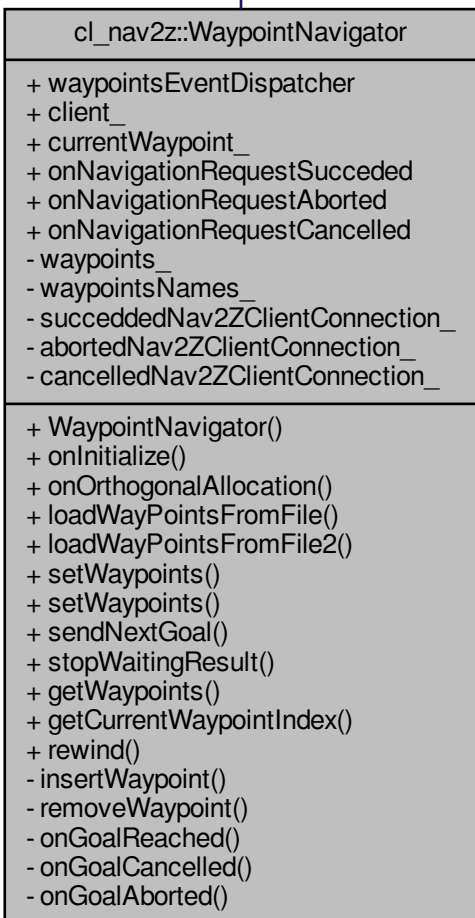 cl_nav2z::WaypointNavigator
+ waypointsEventDispatcher
+ client_
+ currentWaypoint_
+ onNavigationRequestSucceded
+ onNavigationRequestAborted
+ onNavigationRequestCancelled
- waypoints_
- waypointsNames_
- succeddedNav2ZClientConnection_
- abortedNav2ZClientConnection_
- cancelledNav2ZClientConnection_
+ WaypointNavigator()
+ onInitialize()
+ onOrthogonalAllocation()
+ loadWayPointsFromFile()
+ loadWayPointsFromFile2()
+ setWaypoints()
+ setWaypoints()
+ sendNextGoal()
+ stopWaitingResult()
+ getWaypoints()
+ getCurrentWaypointIndex()
+ rewind()
- insertWaypoint()
- removeWaypoint()
- onGoalReached()
- onGoalCancelled()
- onGoalAborted()